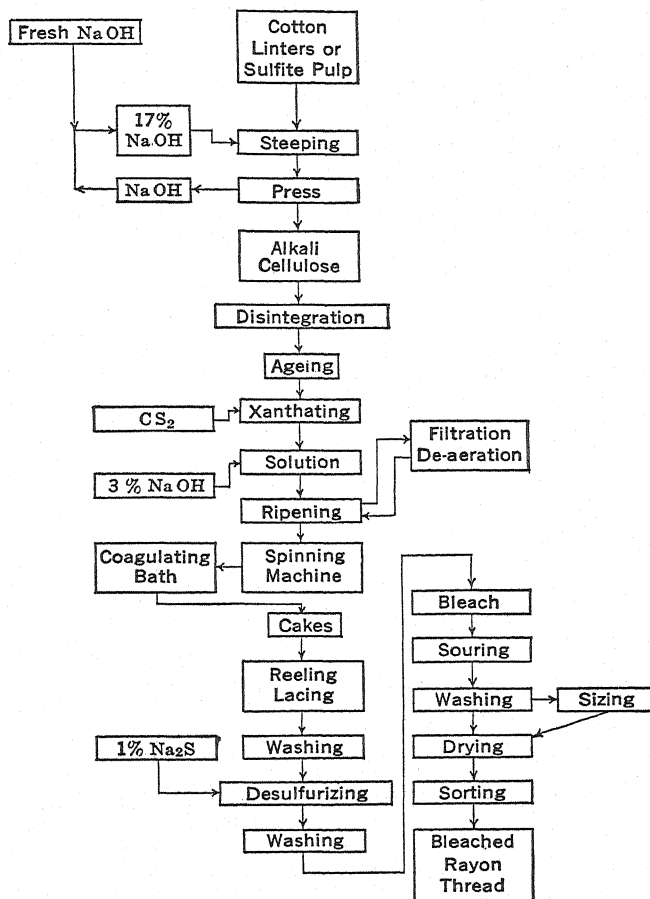 Fresh NaOH
Cotton
Linters or
Sulfite Pulp
17%
NaOH
Steeping
NaOH
Press
Alkali
Cellulose
Disintegration
Ageing
CS₂
Xanthating
Filtration
De-aeration
Solution
3 % NaOH
Ripening
Coagulating
Bath
Spinning
Machine
Cakes
Reeling
Lacing
Washing
1% Na₂S
Desulfurizing
Washing
Bleach
Souring
Washing
Sizing
Drying
Sorting
Bleached
Rayon
Thread